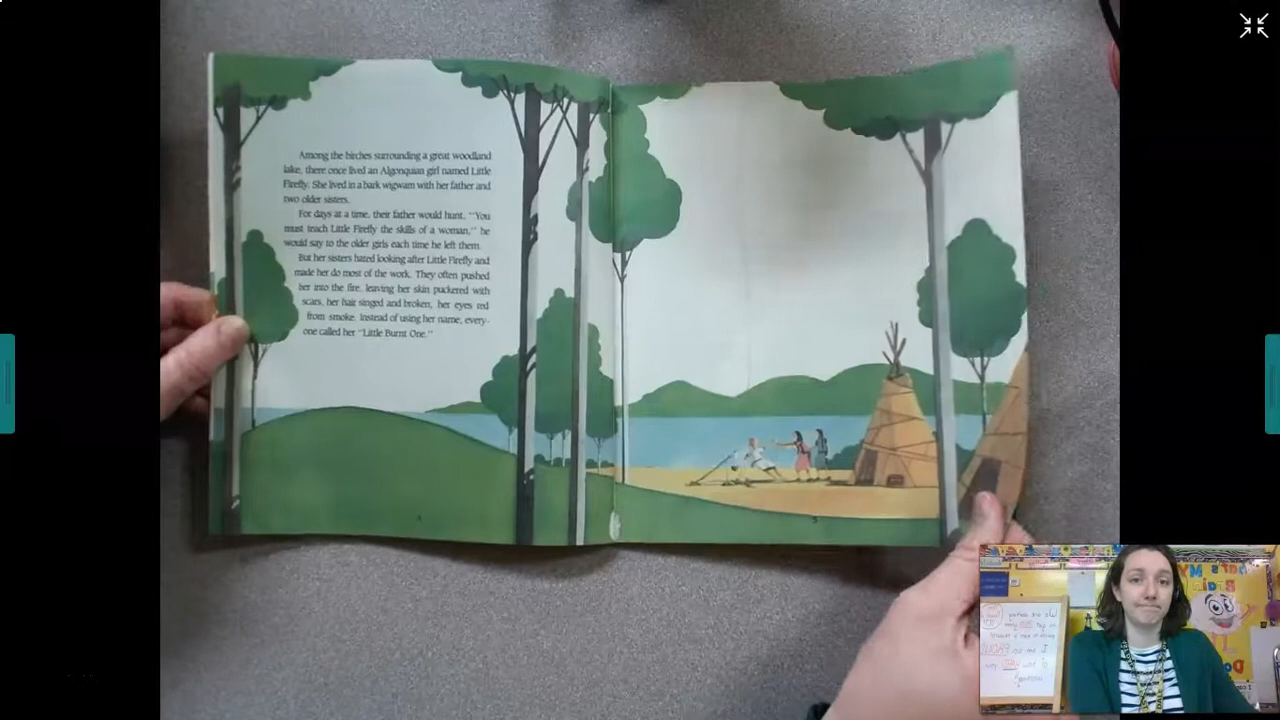 Among the birches surrounding a great woodland
lake, there once lived an Algonquian girl named Little
Firefly. She lived in a bark wigwam with her father and
two older sisters.
For days at a time, their father would hunt. "You
must teach Little Firefly the skills of a woman," he
would say to the older girls each time he left them.
But her sisters hated looking after Little Firefly and
made her do most of the work. They often pushed
her into the fire, leaving her skin puckered with
scars, her hair singed and broken, her eyes red
from smoke. Instead of using her name, every-
one called her "Little Burnt One."
5